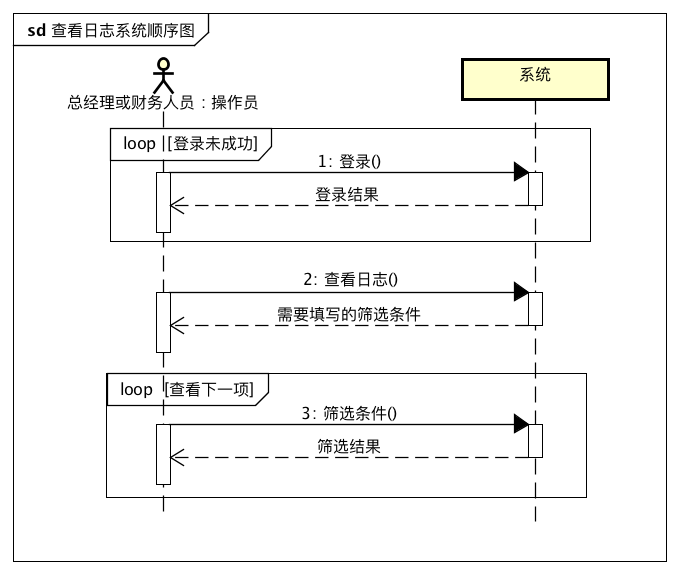 sd 查看日志系统顺序图
总经理或财务人员 : 操作员
系统
loop [登录未成功]
1: 登录()
登录结果
2: 查看日志()
需要填写的筛选条件
loop [查看下一项]
3: 筛选条件()
筛选结果